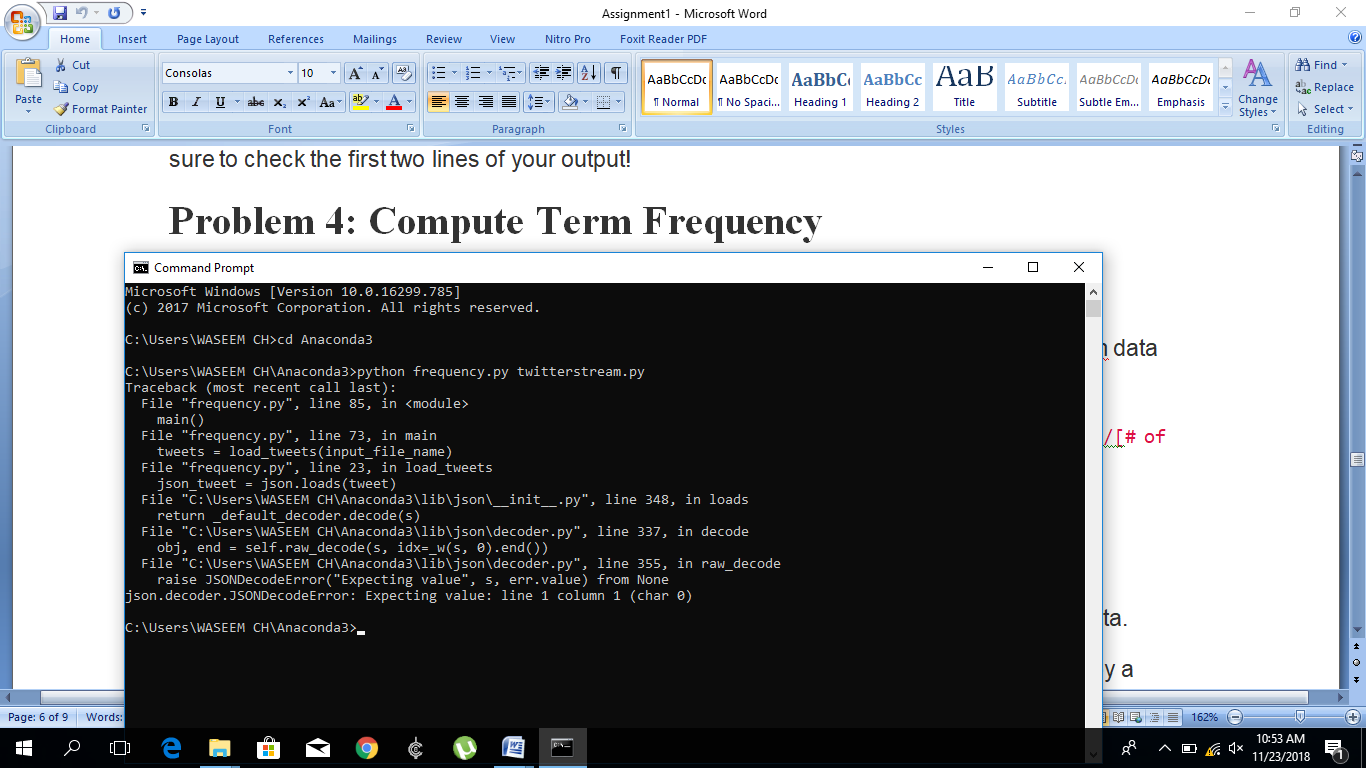 Assignment1 - Microsoft Word
Home Insert Page Layout References Mailings Review View Nitro Pro Foxit Reader PDF
Paste
Cut
Copy
Format Painter
Clipboard
Consolas 10
Font
Paragraph
AaBbCcDc AaBbCcDc AaBbC AaBbCc AaB AaBbCc. AaBbCcDc AaBbCcDc
¶ Normal ¶ No Spaci... Heading 1 Heading 2 Title Subtitle Subtle Em... Emphasis
Change Styles
Styles
Find
Replace
Select
Editing
sure to check the first two lines of your output!
Problem 4: Compute Term Frequency
Command Prompt
Microsoft Windows [Version 10.0.16299.785]
(c) 2017 Microsoft Corporation. All rights reserved.
C:\Users\WASEEM CH>cd Anaconda3
C:\Users\WASEEM CH\Anaconda3>python frequency.py twitterstream.py
Traceback (most recent call last):
File "frequency.py", line 85, in <module>
main()
File "frequency.py", line 73, in main
tweets = load_tweets(input_file_name)
File "frequency.py", line 23, in load_tweets
json_tweet = json.loads(tweet)
File "C:\Users\WASEEM CH\Anaconda3\lib\json\__init__.py", line 348, in loads
return _default_decoder.decode(s)
File "C:\Users\WASEEM CH\Anaconda3\lib\json\decoder.py", line 337, in decode
obj, end = self.raw_decode(s, idx=_w(s, 0).end())
File "C:\Users\WASEEM CH\Anaconda3\lib\json\decoder.py", line 355, in raw_decode
raise JSONDecodeError("Expecting value", s, err.value) from None
json.decoder.JSONDecodeError: Expecting value: line 1 column 1 (char 0)
C:\Users\WASEEM CH\Anaconda3>
data
/[# of
ta.
y a
Page: 6 of 9 Words: 162%
10:53 AM
11/23/2018
1